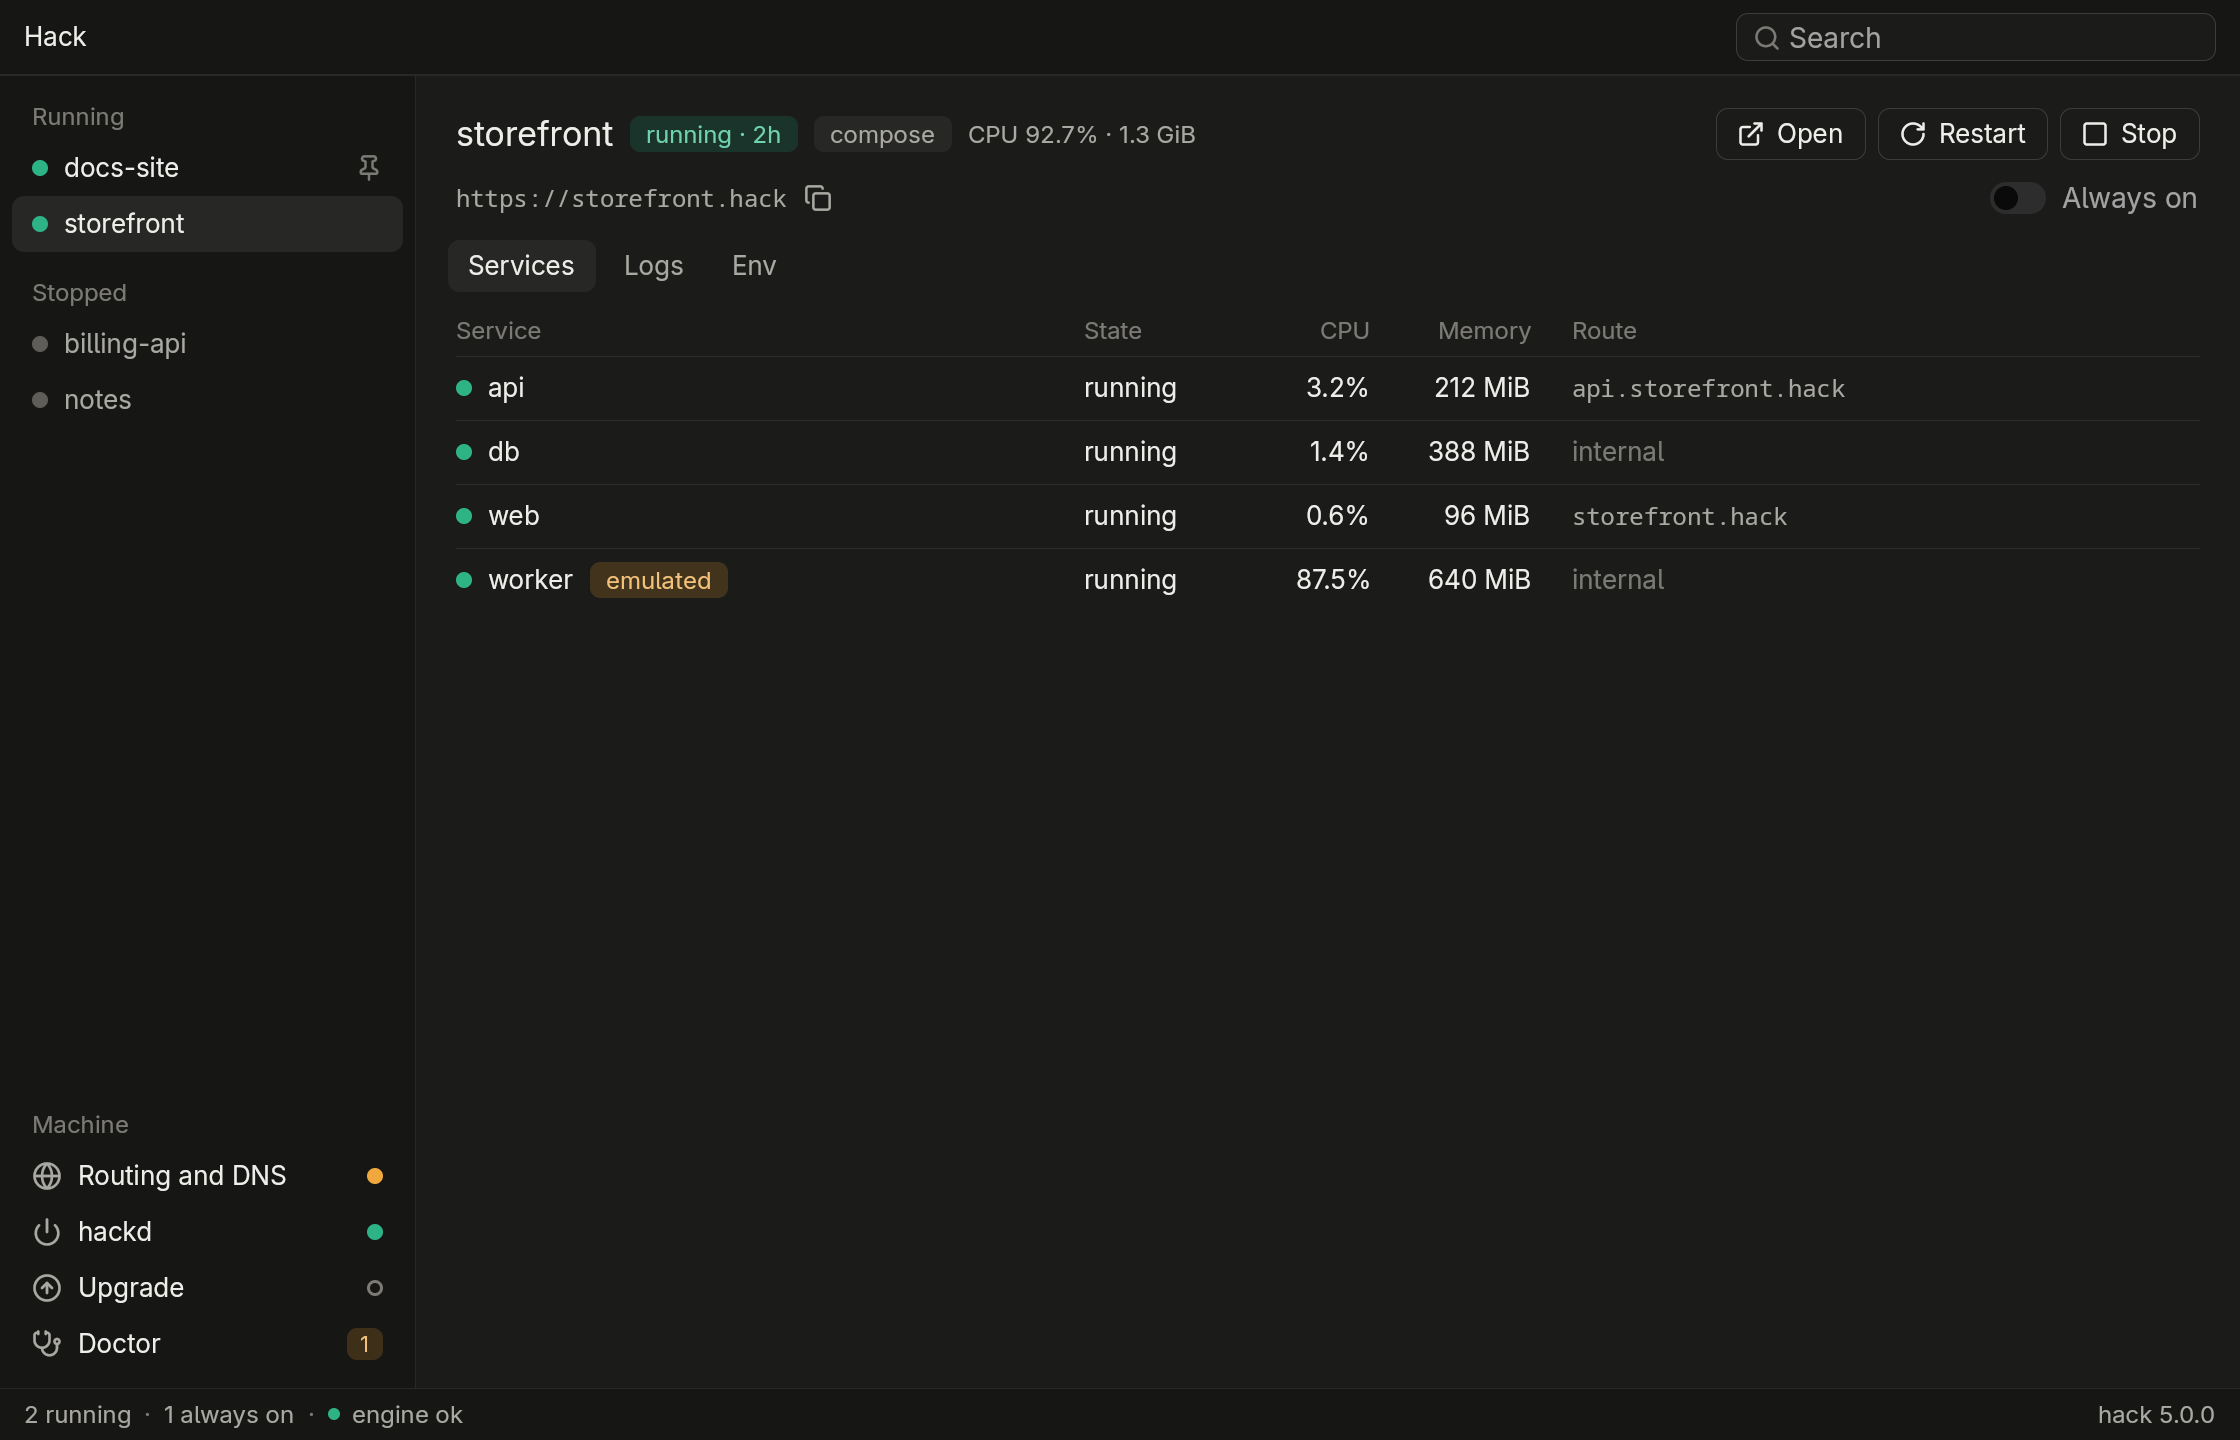 Hack
Search
Running
docs-site
storefront
Stopped
billing-api
notes
storefront running · 2h compose CPU 92.7% · 1.3 GiB Open Restart Stop
https://storefront.hack Always on
Services Logs Env
Service State CPU Memory Route
api running 3.2% 212 MiB api.storefront.hack
db running 1.4% 388 MiB internal
web running 0.6% 96 MiB storefront.hack
worker emulated running 87.5% 640 MiB internal
Machine
Routing and DNS
hackd
Upgrade
Doctor 1
2 running · 1 always on · engine ok
hack 5.0.0